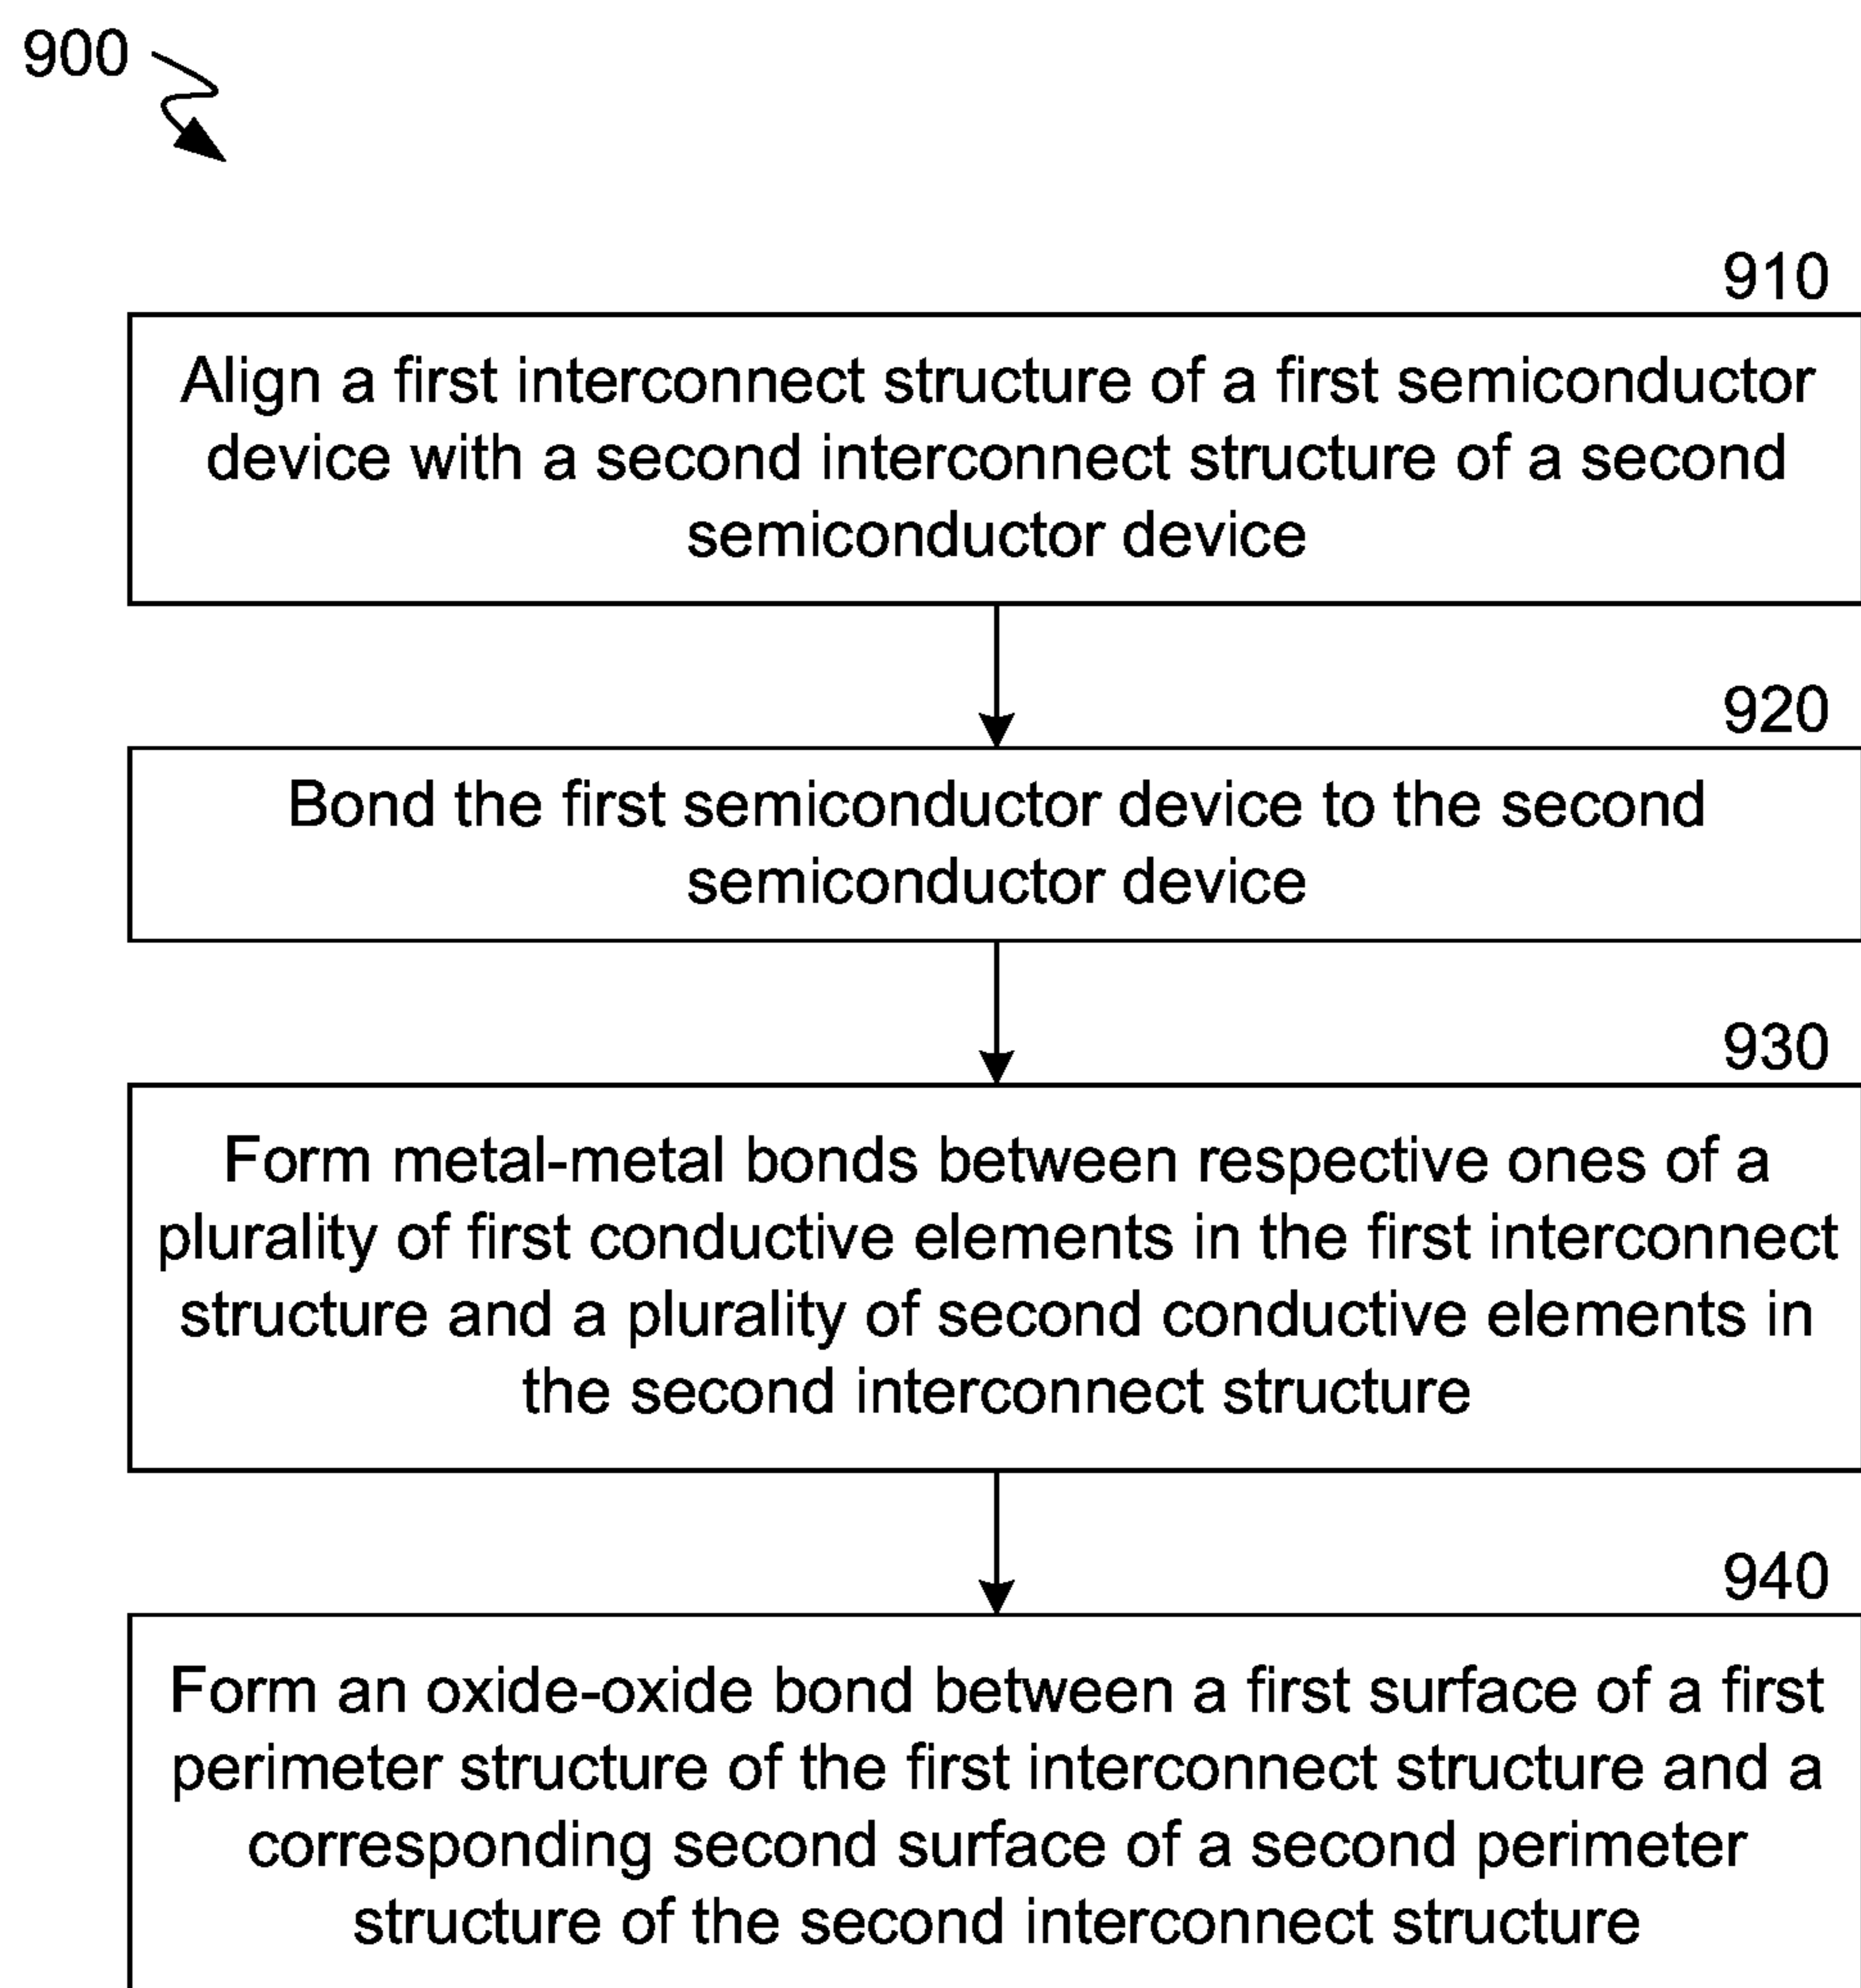 900
910
Align a first interconnect structure of a first semiconductor
device with a second interconnect structure of a second
semiconductor device
920
Bond the first semiconductor device to the second
semiconductor device
930
Form metal-metal bonds between respective ones of a
plurality of first conductive elements in the first interconnect
structure and a plurality of second conductive elements in
the second interconnect structure
940
Form an oxide-oxide bond between a first surface of a first
perimeter structure of the first interconnect structure and a
corresponding second surface of a second perimeter
structure of the second interconnect structure